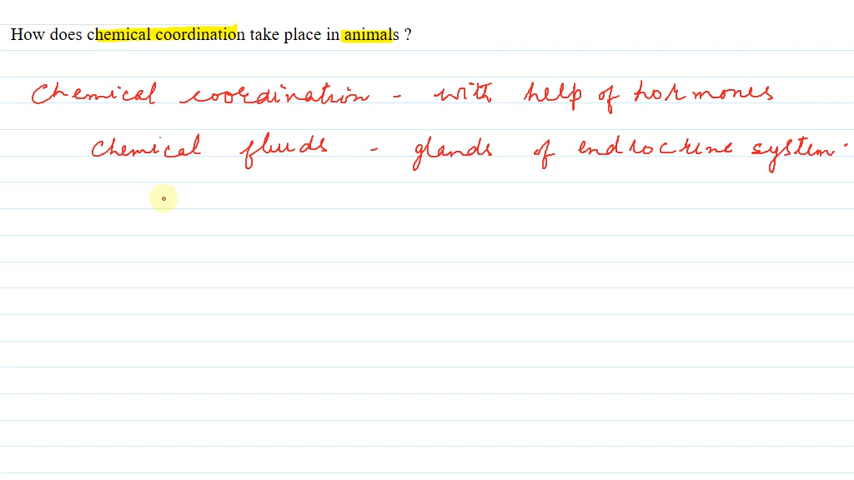 How does chemical coordination take place in animals ?
Chemical coordination - with help of hormones
Chemical fluids - glands of endocrine system.